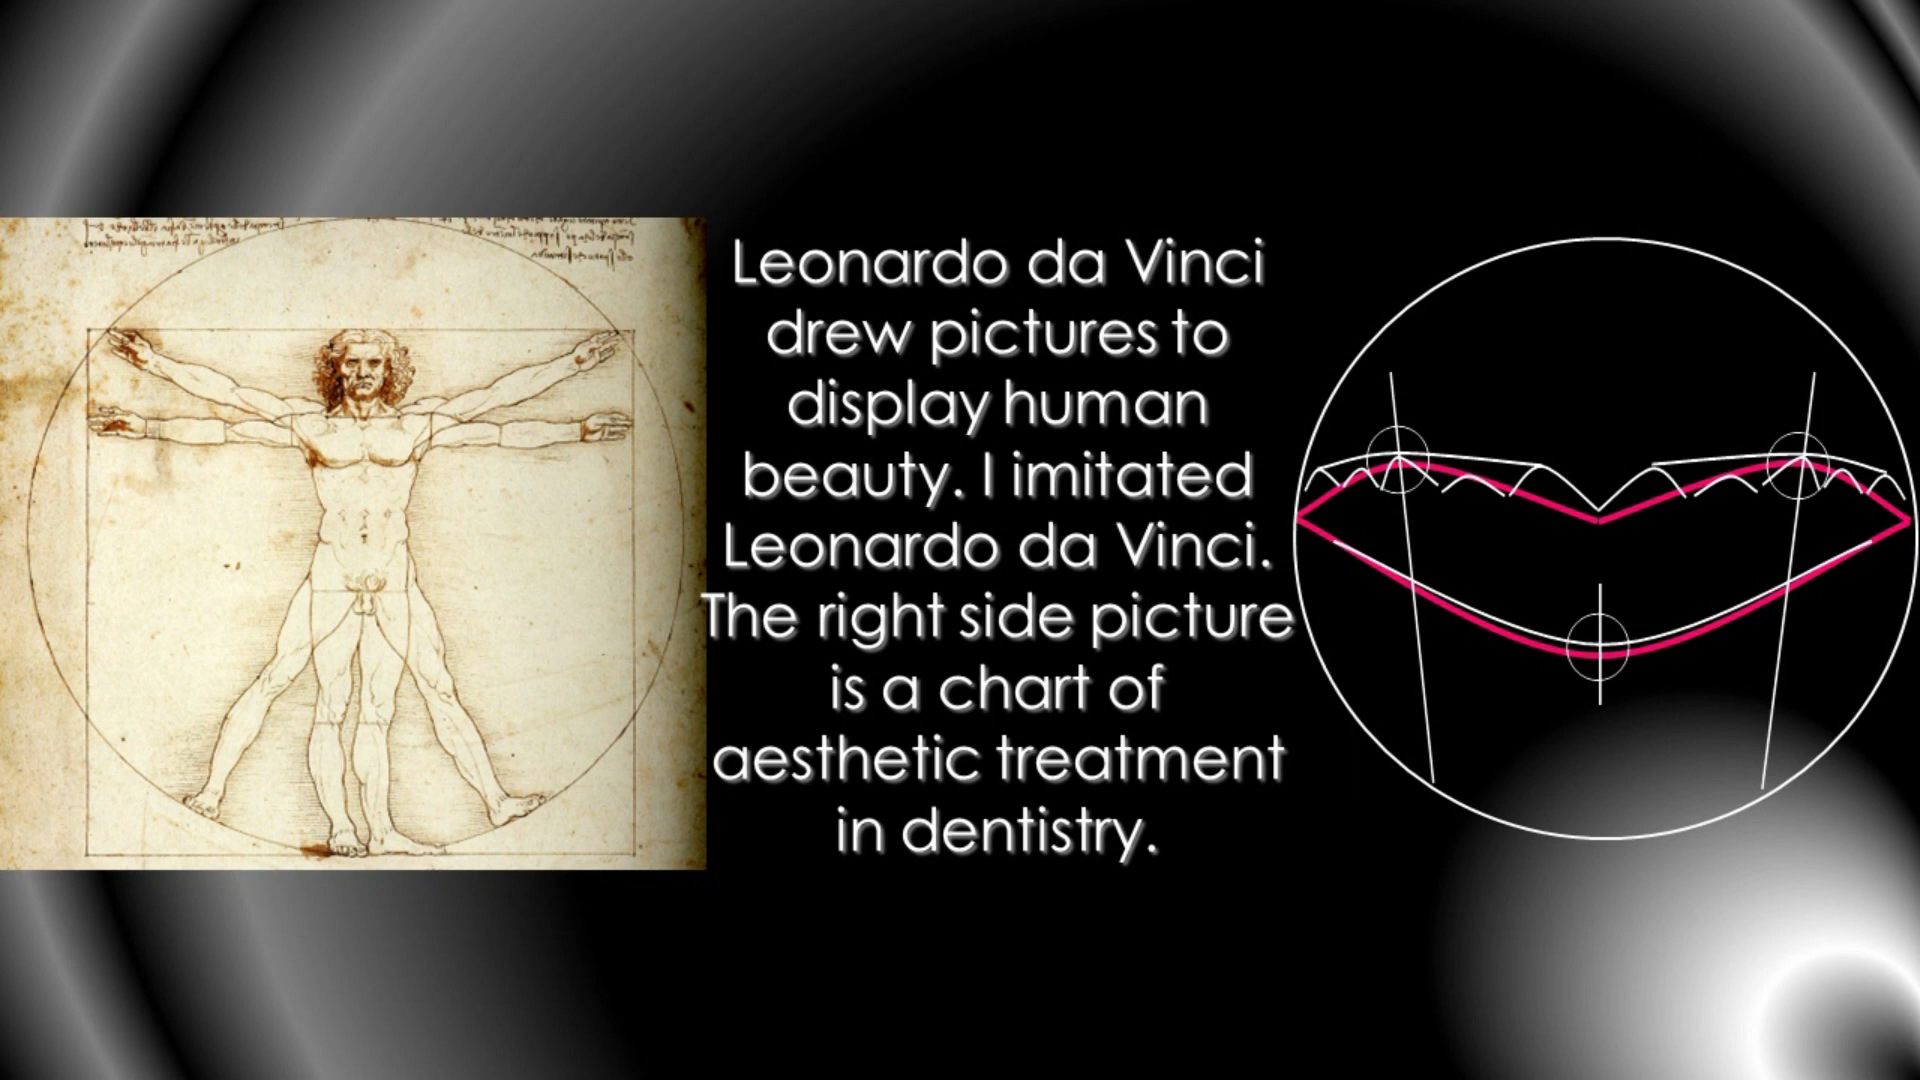 Leonardo da Vinci
drew pictures to
display human
beauty. I imitated
Leonardo da Vinci.
The right side picture
is a chart of
aesthetic treatment
in dentistry.